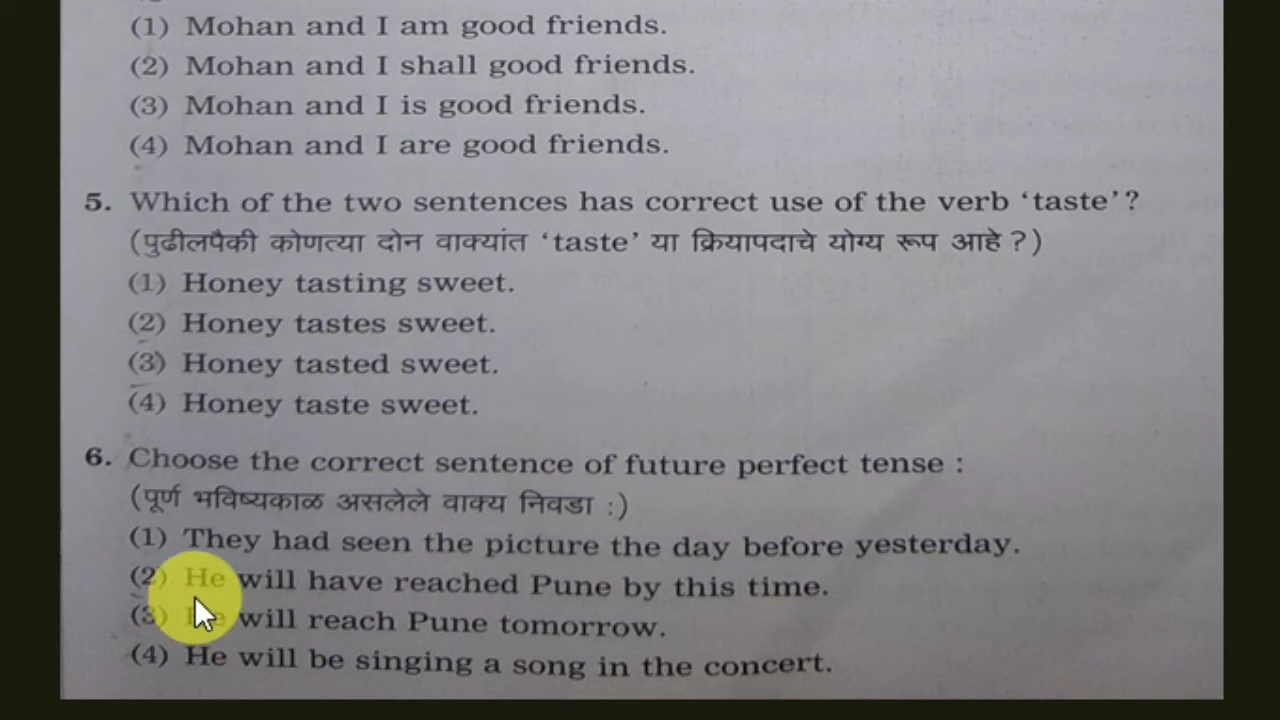 (1) Mohan and I am good friends.
(2) Mohan and I shall good friends.
(3) Mohan and I is good friends.
(4) Mohan and I are good friends.
5. Which of the two sentences has correct use of the verb ‘taste’?
(पुढीलपैकी कोणत्या दोन वाक्यांत ‘taste’ या क्रियापदाचे योग्य रूप आहे ?)
(1) Honey tasting sweet.
(2) Honey tastes sweet.
(3) Honey tasted sweet.
(4) Honey taste sweet.
6. Choose the correct sentence of future perfect tense :
(पूर्ण भविष्यकाळ असलेले वाक्य निवडा :)
(1) They had seen the picture the day before yesterday.
(2) He will have reached Pune by this time.
(3) He will reach Pune tomorrow.
(4) He will be singing a song in the concert.